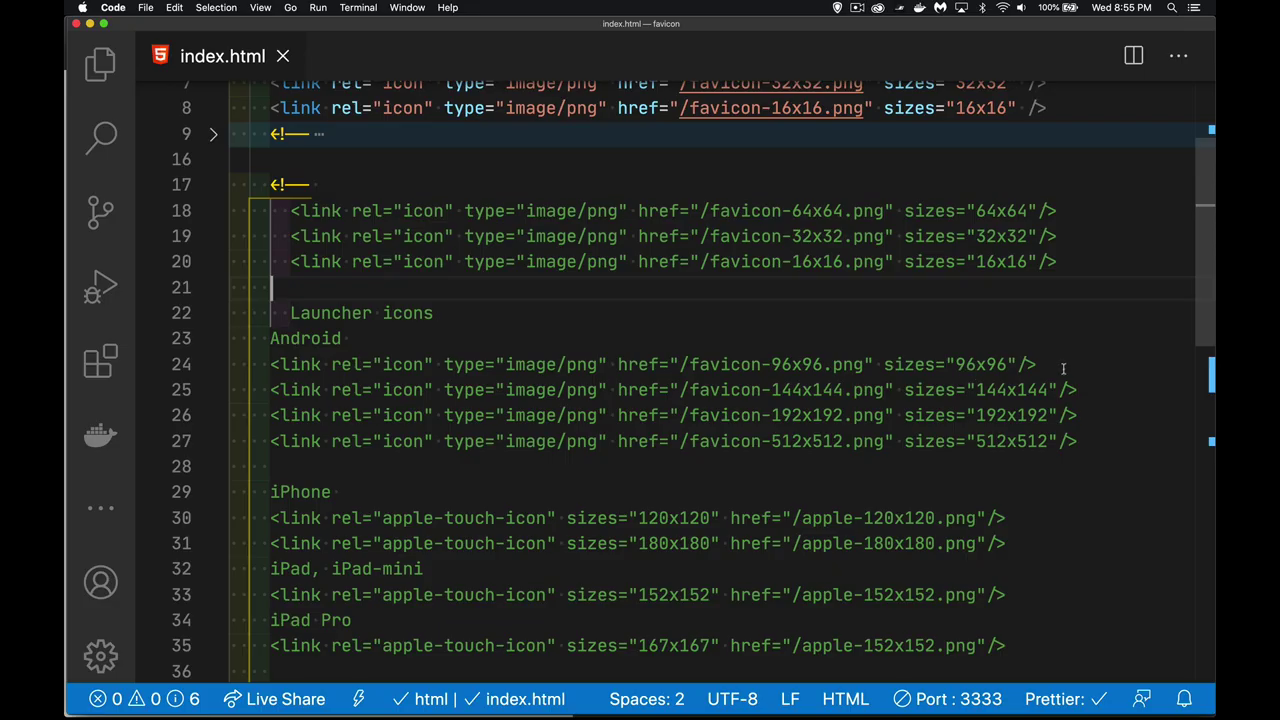 Code File Edit Selection View Go Run Terminal Window Help 100% Wed 8:55 PM
index.html — favicon
index.html
7 <link rel="icon" type="image/png" href="/favicon-32x32.png" sizes="32x32" />
8 <link rel="icon" type="image/png" href="/favicon-16x16.png" sizes="16x16" />
9 <!-- …
16
17 <!--
18 <link rel="icon" type="image/png" href="/favicon-64x64.png" sizes="64x64"/>
19 <link rel="icon" type="image/png" href="/favicon-32x32.png" sizes="32x32"/>
20 <link rel="icon" type="image/png" href="/favicon-16x16.png" sizes="16x16"/>
21
22 Launcher icons
23 Android
24 <link rel="icon" type="image/png" href="/favicon-96x96.png" sizes="96x96"/>
25 <link rel="icon" type="image/png" href="/favicon-144x144.png" sizes="144x144"/>
26 <link rel="icon" type="image/png" href="/favicon-192x192.png" sizes="192x192"/>
27 <link rel="icon" type="image/png" href="/favicon-512x512.png" sizes="512x512"/>
28
29 iPhone
30 <link rel="apple-touch-icon" sizes="120x120" href="/apple-120x120.png"/>
31 <link rel="apple-touch-icon" sizes="180x180" href="/apple-180x180.png"/>
32 iPad, iPad-mini
33 <link rel="apple-touch-icon" sizes="152x152" href="/apple-152x152.png"/>
34 iPad Pro
35 <link rel="apple-touch-icon" sizes="167x167" href="/apple-152x152.png"/>
36
0 0 6 Live Share html | index.html Spaces: 2 UTF-8 LF HTML Port : 3333 Prettier: